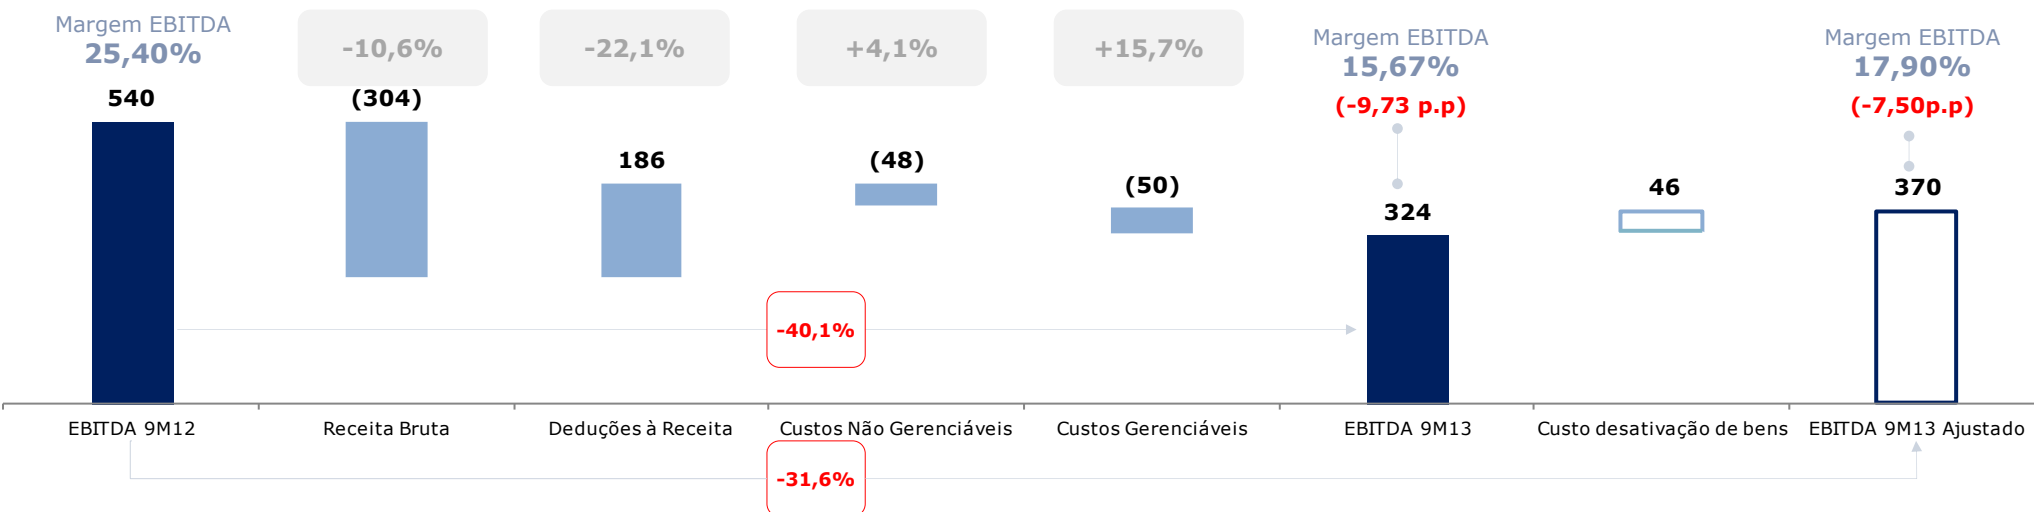 Margem EBITDA
25,40%
-10,6%
-22,1%
+4,1%
+15,7%
Margem EBITDA
15,67%
(-9,73 p.p)
Margem EBITDA
17,90%
(-7,50p.p)
540
(304)
186
(48)
(50)
324
46
370
-40,1%
EBITDA 9M12
Receita Bruta
Deduções à Receita
Custos Não Gerenciáveis
Custos Gerenciáveis
EBITDA 9M13
Custo desativação de bens
EBITDA 9M13 Ajustado
-31,6%